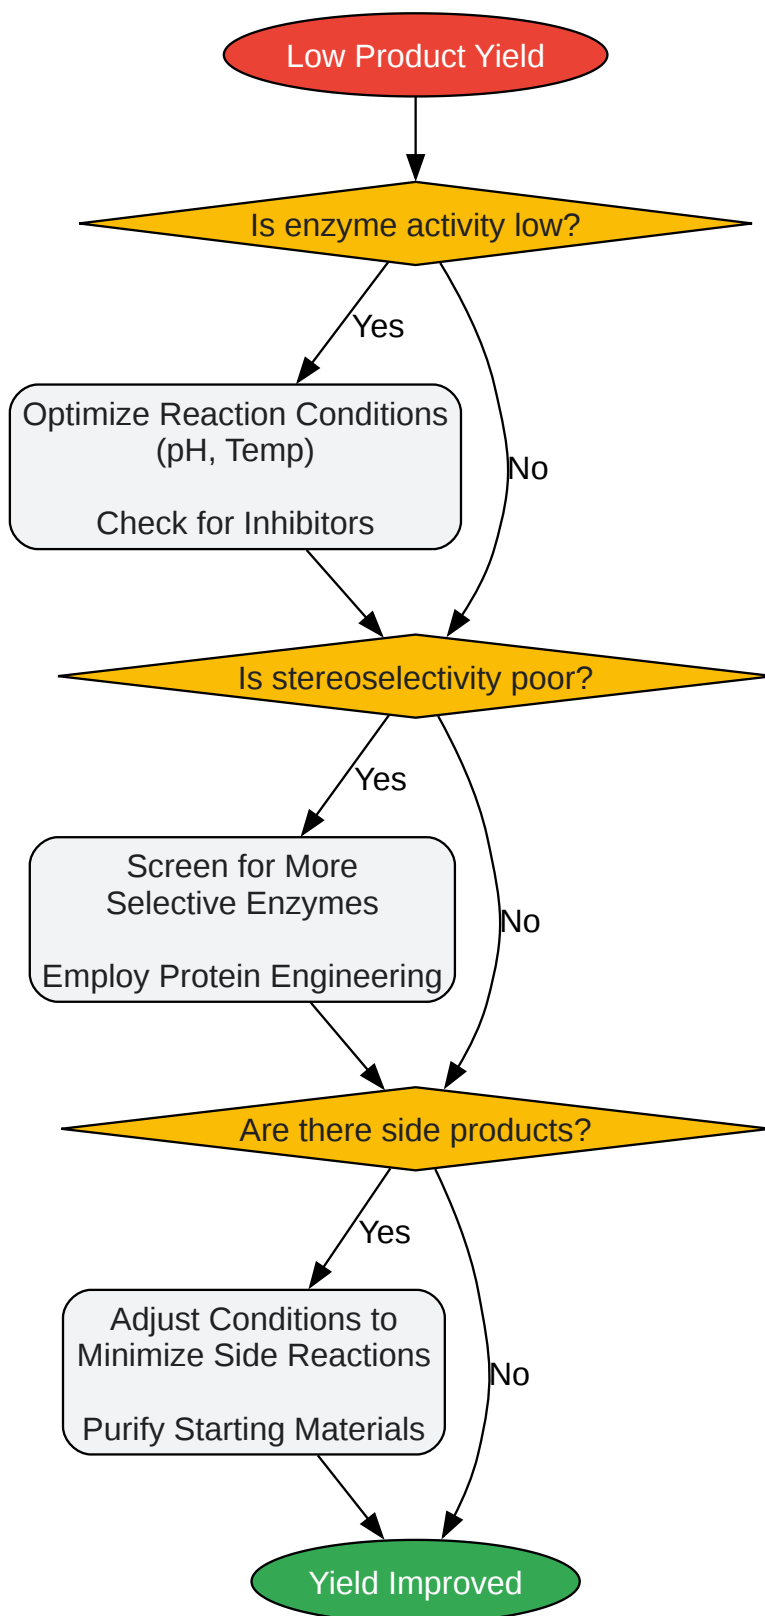 Low Product Yield
Is enzyme activity low?
Yes
Optimize Reaction Conditions
(pH, Temp)
Check for Inhibitors
No
Is stereoselectivity poor?
Yes
Screen for More
Selective Enzymes
Employ Protein Engineering
No
Are there side products?
Yes
Adjust Conditions to
Minimize Side Reactions
Purify Starting Materials
No
Yield Improved